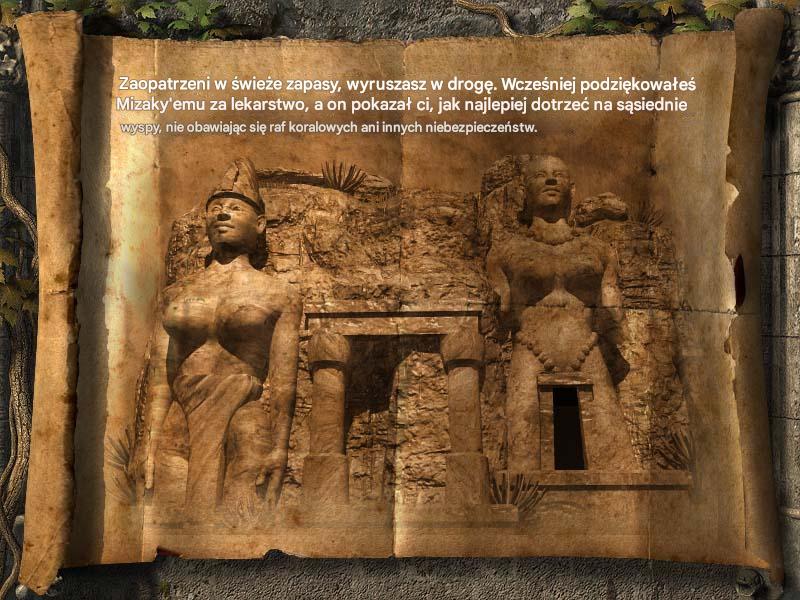 Zaopatrzeni w świeże zapasy, wyruszasz w drogę. Wcześniej podziękowałeś
Mizaky'emu za lekarstwo, a on pokazał ci, jak najlepiej dotrzeć na sąsiednie
wyspy, nie obawiając się raf koralowych ani innych niebezpieczeństw.